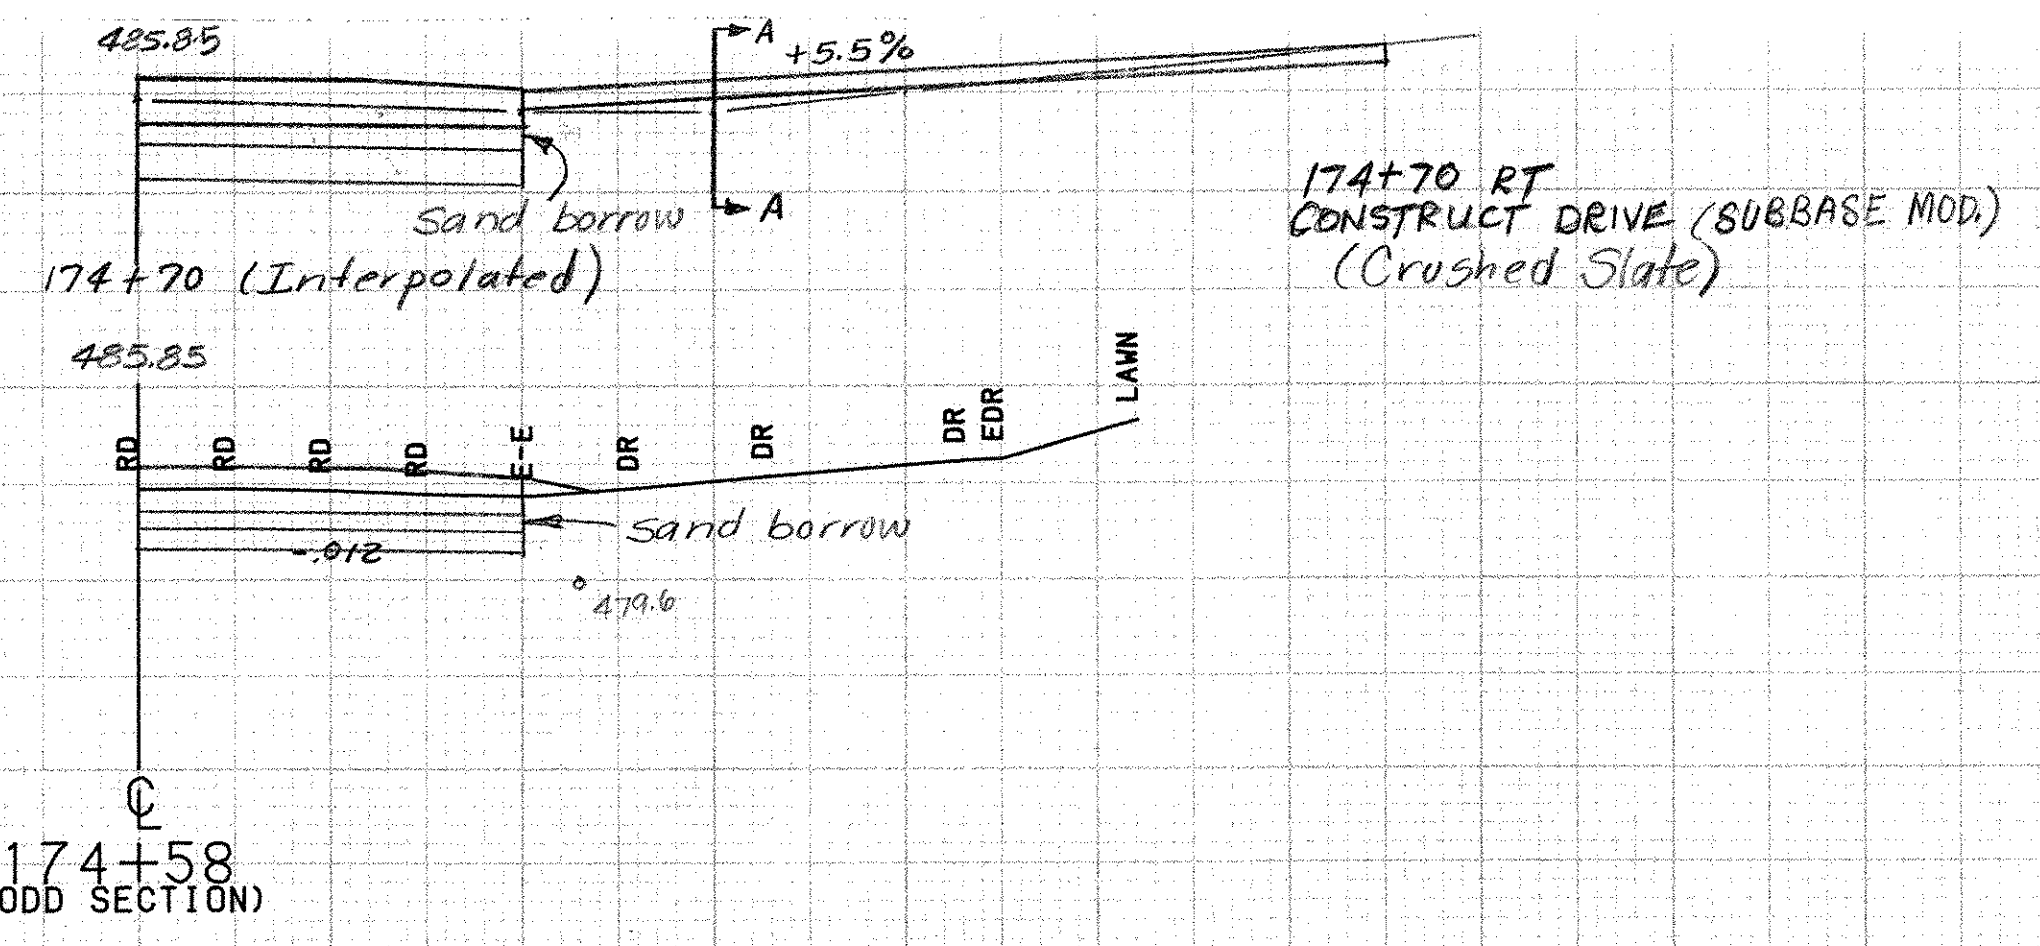 485.85
A
+5.5%
A
Sand borrow
174+70 RT
CONSTRUCT DRIVE (SUBBASE MOD.)
(Crushed Slate)
174+70 (Interpolated)
485.85
RD
RD
RD
RD
E-E
DR
DR
DR
EDR
LAWN
Sand borrow
-.012
479.6
℄
174+58
ODD SECTION)